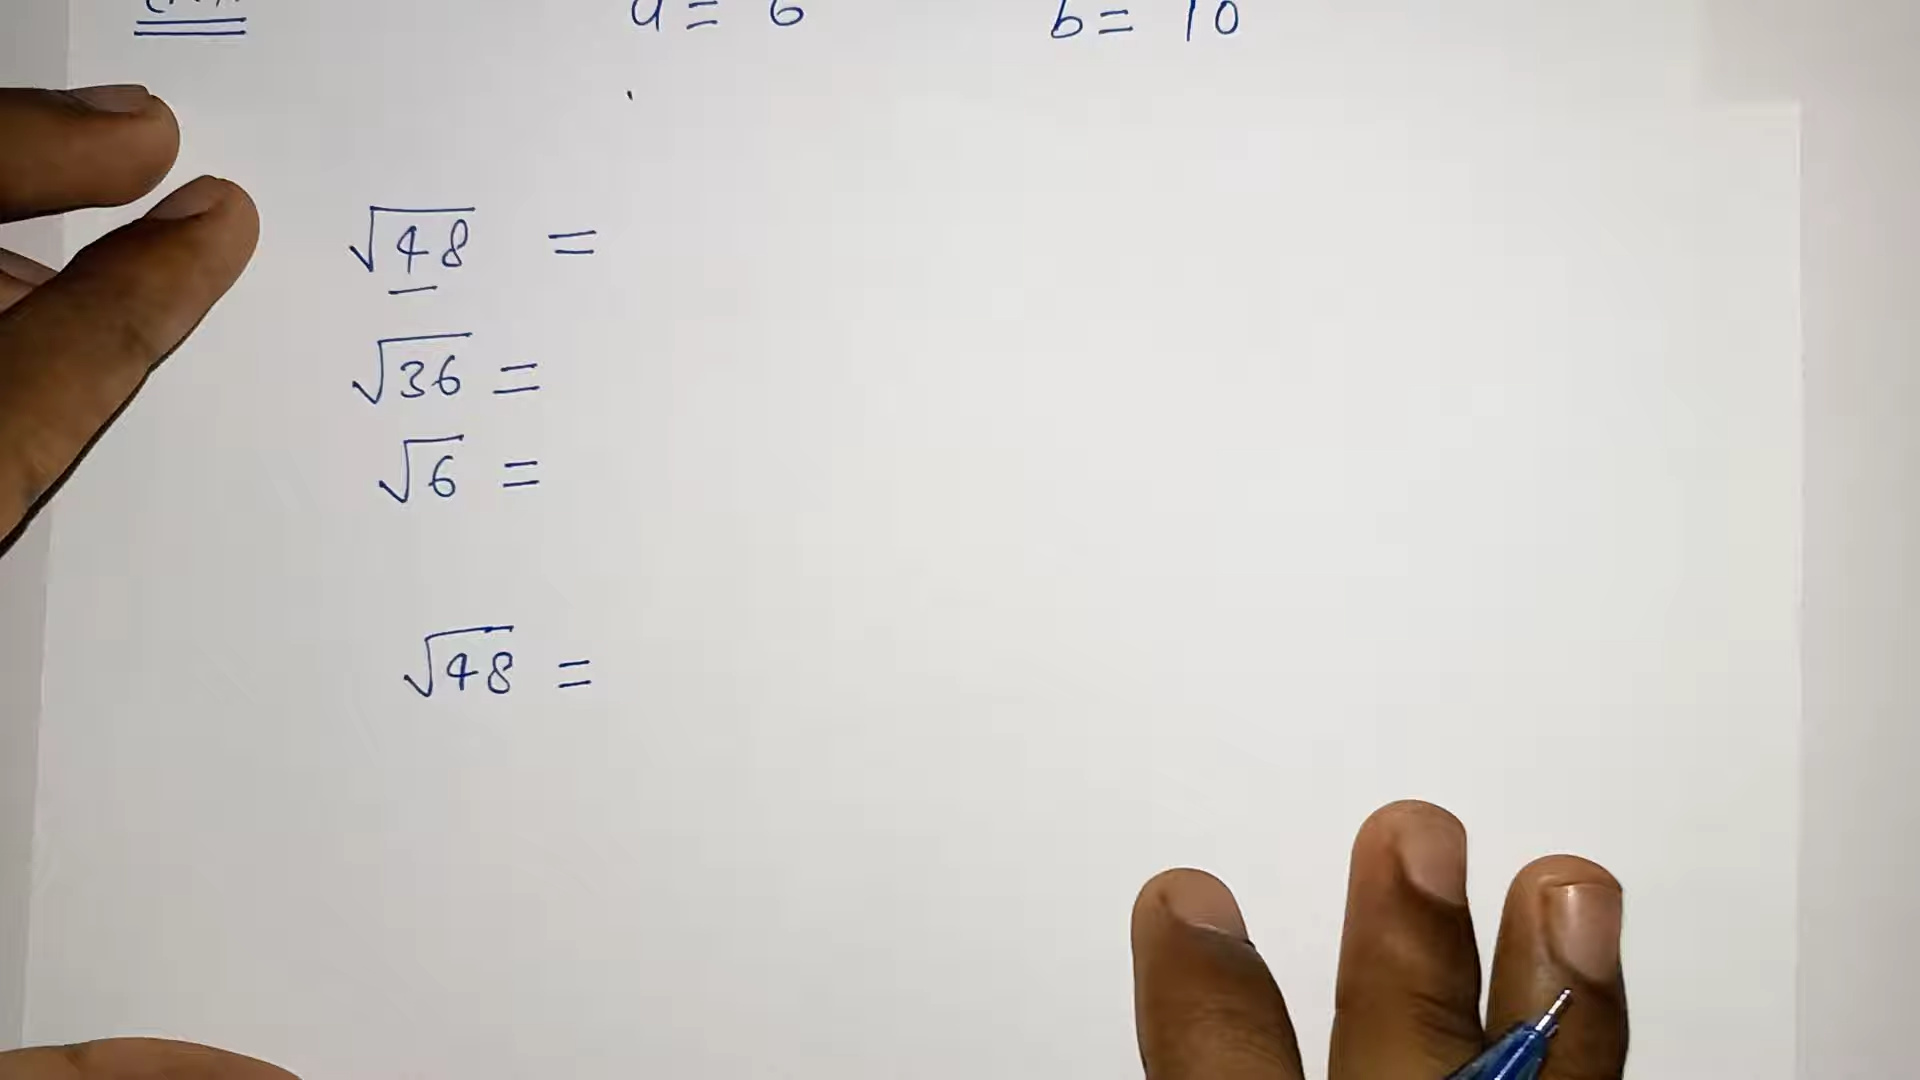 a = 6 b = 10
√48 =
√36 =
√6 =
√48 =